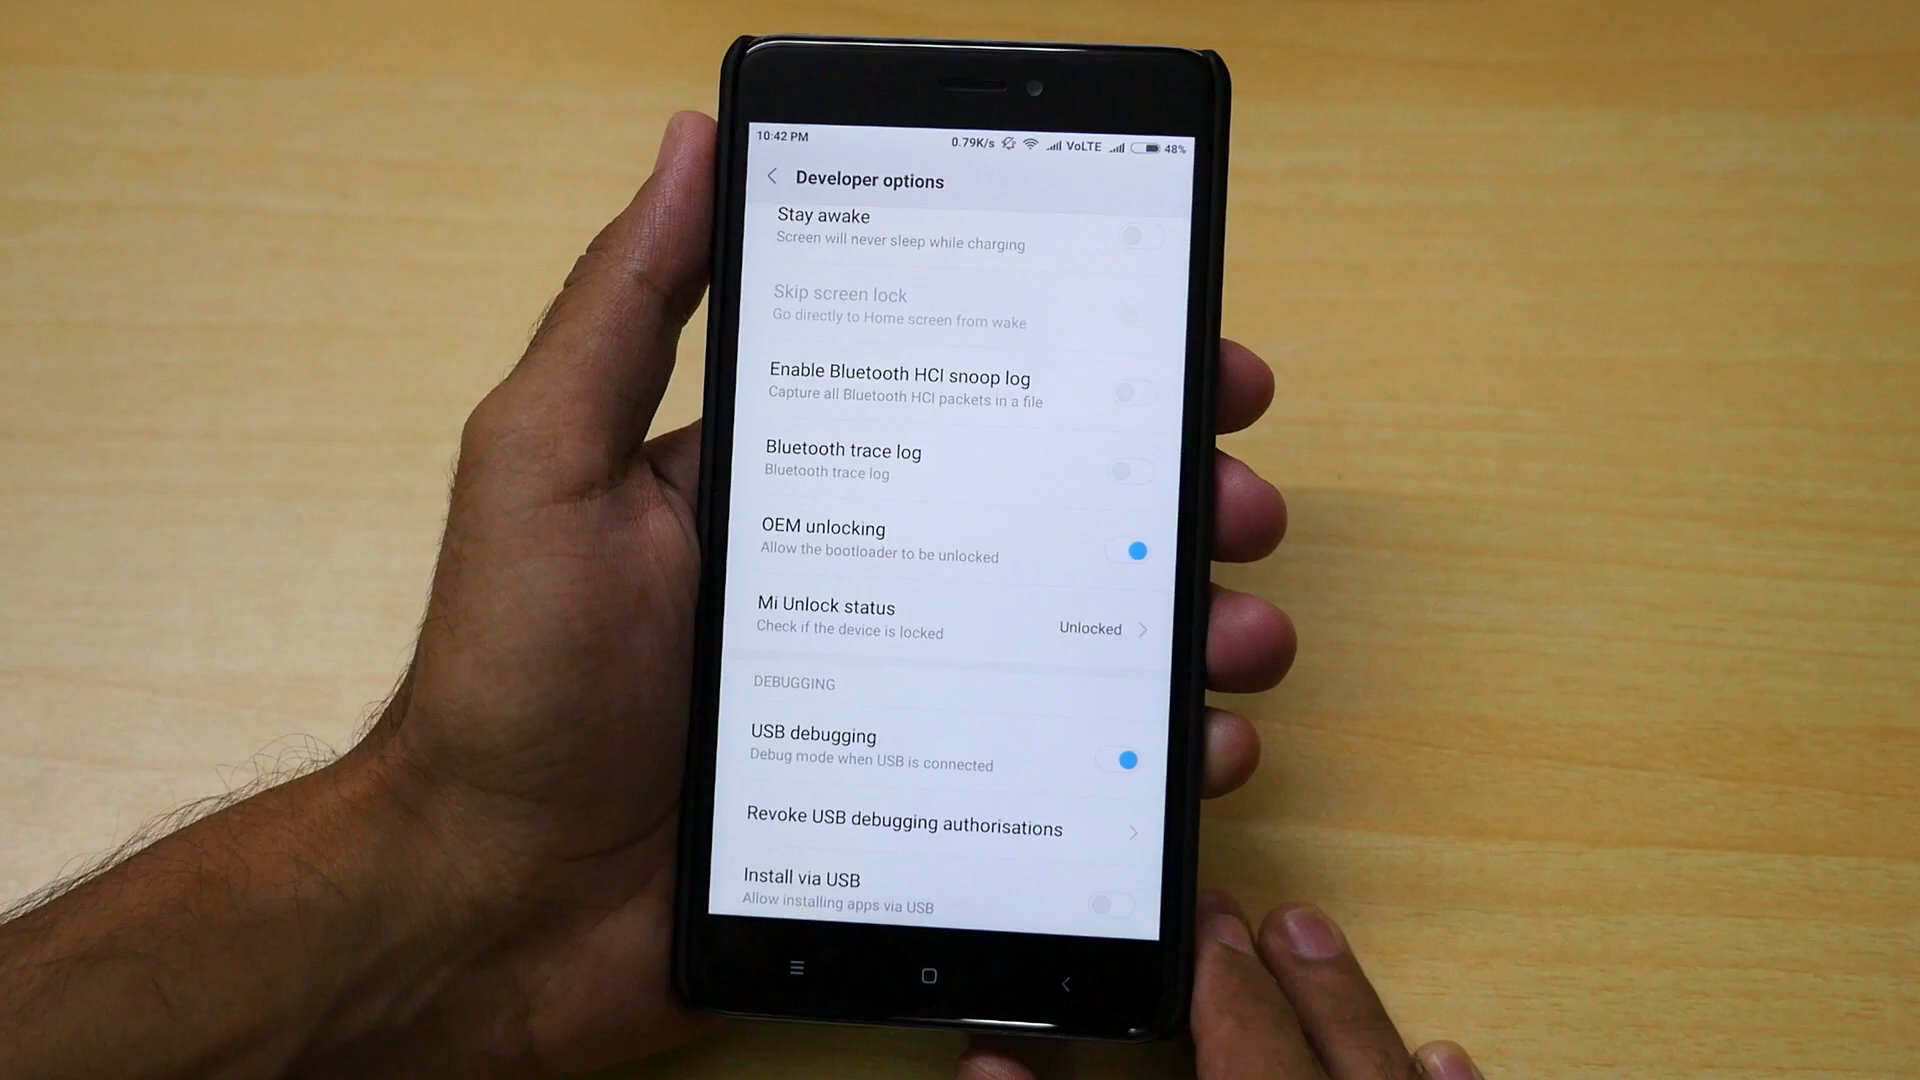 10:42 PM
0.79K/s VoLTE 48%
Developer options
Stay awake
Screen will never sleep while charging
Skip screen lock
Go directly to Home screen from wake
Enable Bluetooth HCI snoop log
Capture all Bluetooth HCI packets in a file
Bluetooth trace log
Bluetooth trace log
OEM unlocking
Allow the bootloader to be unlocked
Mi Unlock status
Check if the device is locked
Unlocked
DEBUGGING
USB debugging
Debug mode when USB is connected
Revoke USB debugging authorisations
Install via USB
Allow installing apps via USB